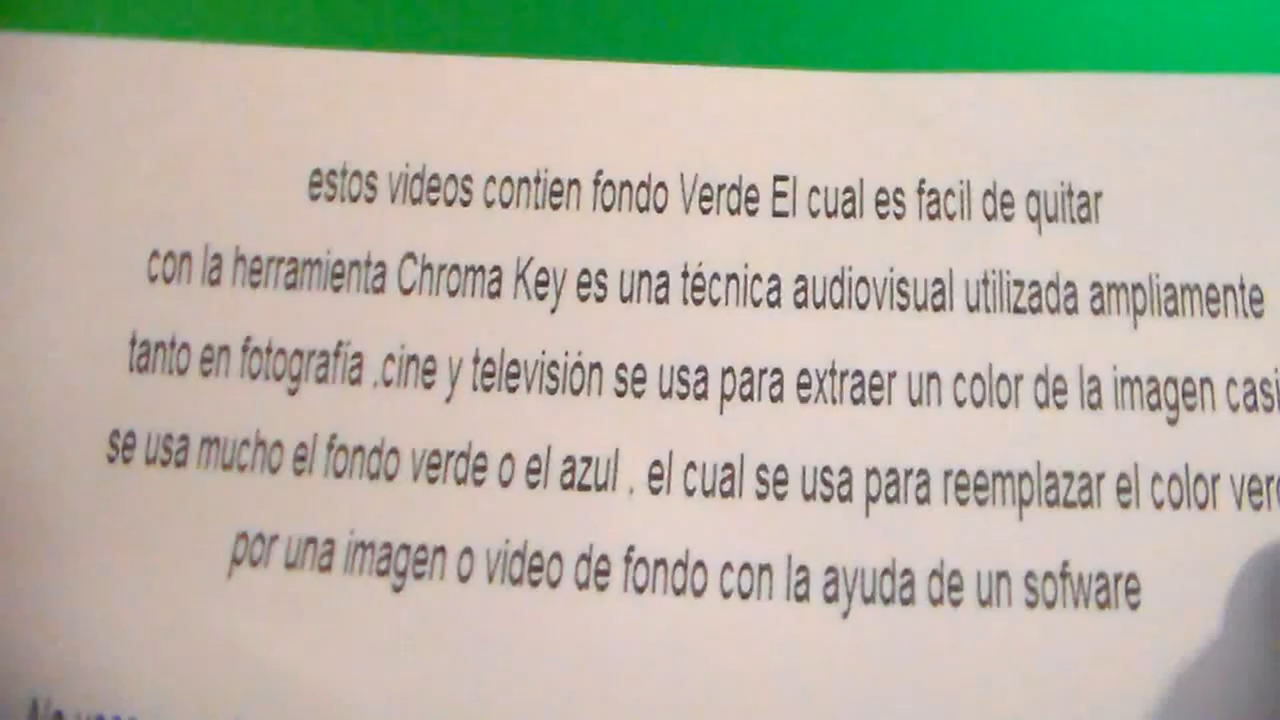 estos videos contien fondo Verde El cual es facil de quitar
con la herramienta Chroma Key es una técnica audiovisual utilizada ampliamente
tanto en fotografía .cine y televisión se usa para extraer un color de la imagen casi
se usa mucho el fondo verde o el azul . el cual se usa para reemplazar el color
por una imagen o video de fondo con la ayuda de un sofware